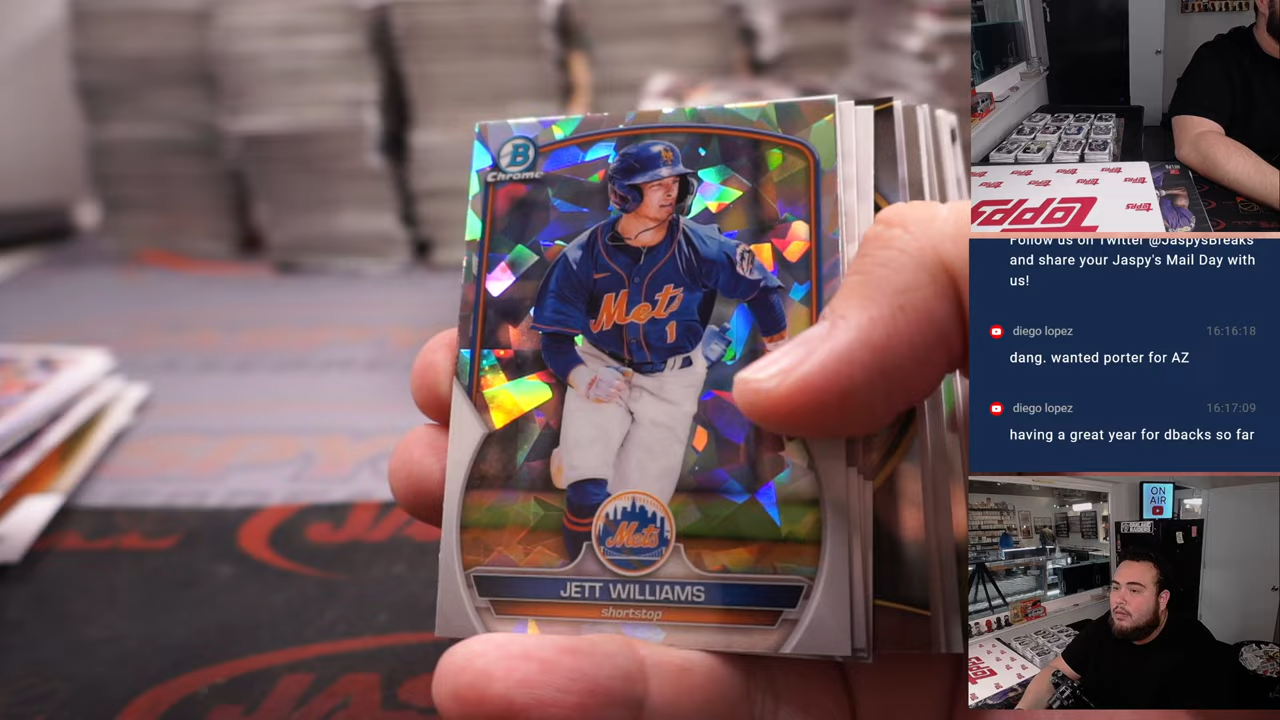 B
Chrome
Mets
1
Mets
JETT WILLIAMS
shortstop
JAS
TOPPS
Follow us on Twitter @JaspysBreaks
and share your Jaspy's Mail Day with
us!
diego lopez 16:16:18
dang. wanted porter for AZ
diego lopez 16:17:09
having a great year for dbacks so far
ON
AIR